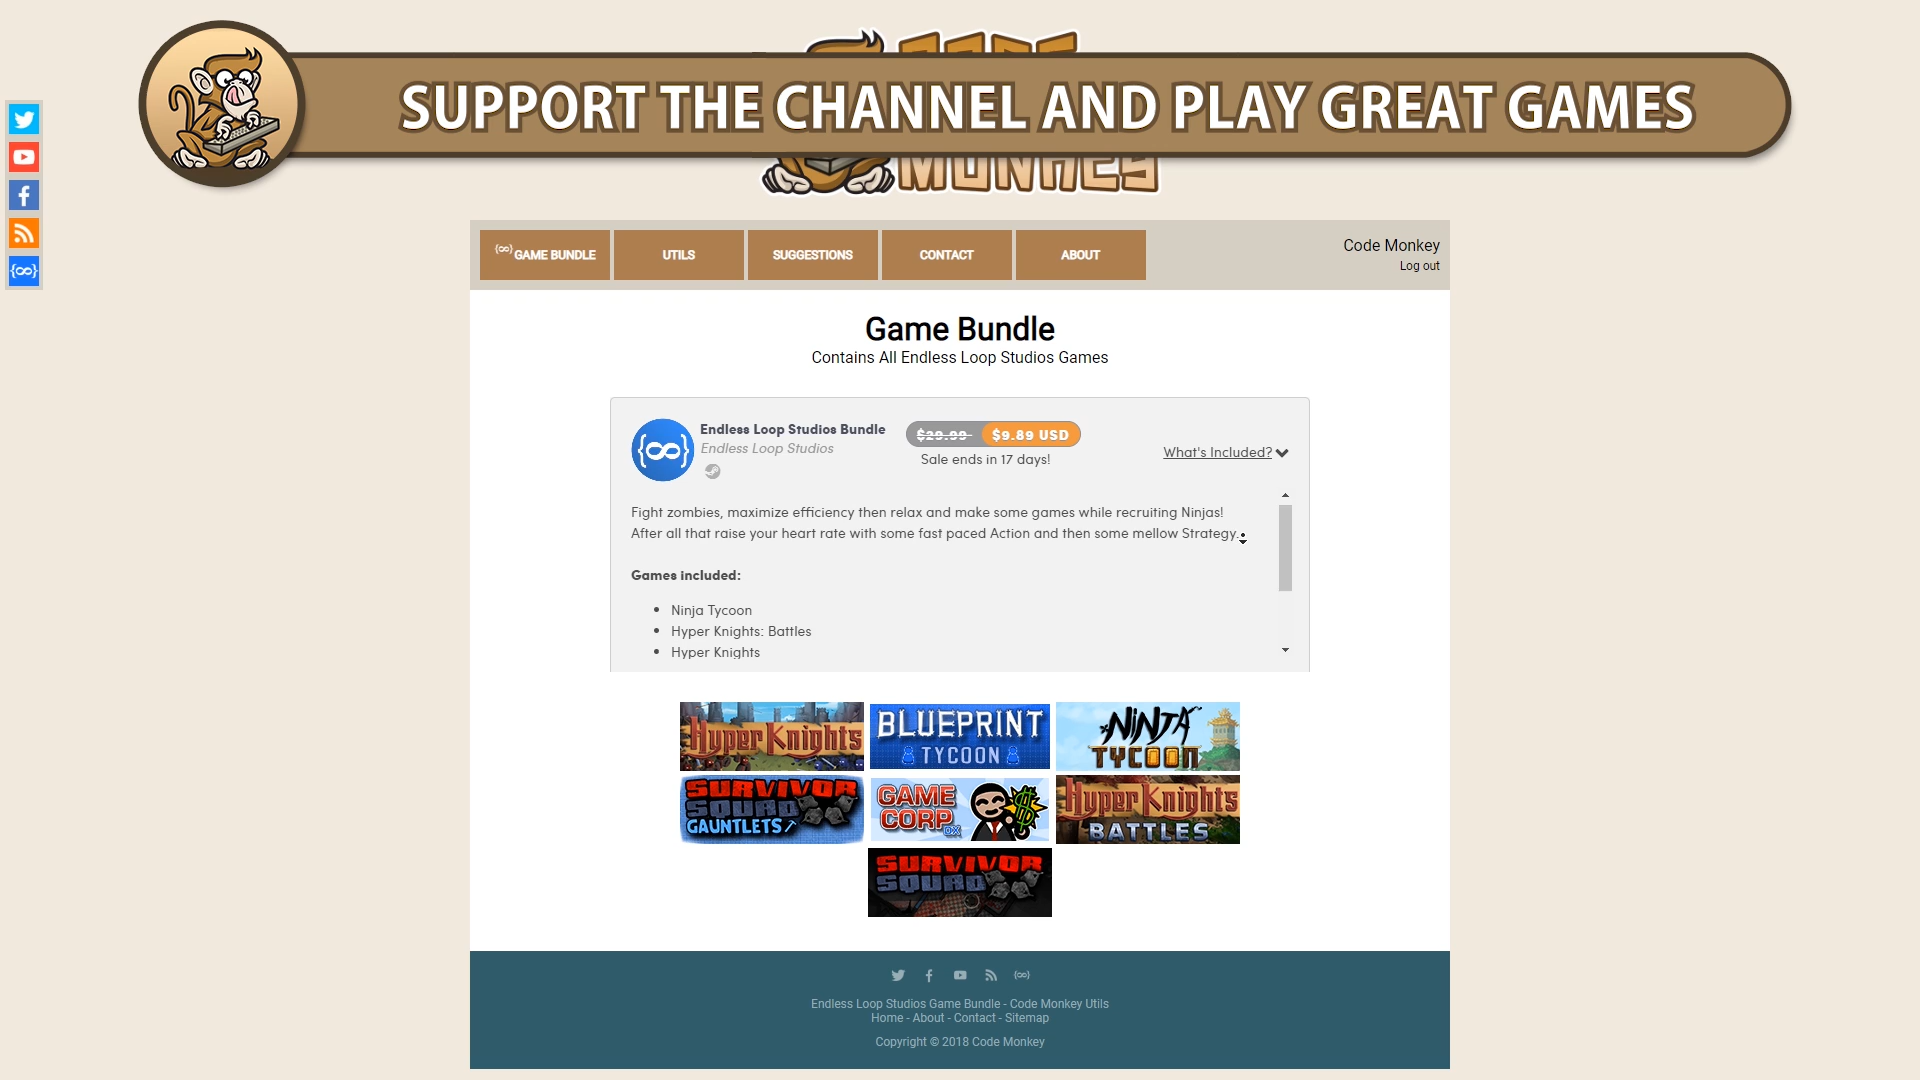 SUPPORT THE CHANNEL AND PLAY GREAT GAMES
{∞} GAME BUNDLE
UTILS
SUGGESTIONS
CONTACT
ABOUT
Code Monkey
Log out
Game Bundle
Contains All Endless Loop Studios Games
Endless Loop Studios Bundle
Endless Loop Studios
$29.99
$9.89 USD
Sale ends in 17 days!
What's Included?
Fight zombies, maximize efficiency then relax and make some games while recruiting Ninjas!
After all that raise your heart rate with some fast paced Action and then some mellow Strategy.
Games included:
• Ninja Tycoon
• Hyper Knights: Battles
• Hyper Knights
Hyper Knights
BLUEPRINT
TYCOON
NINJA
TYCOON
SURVIVOR
SQUAD
GAUNTLETS
GAME
CORP DX
Hyper Knights
BATTLES
SURVIVOR
SQUAD
Endless Loop Studios Game Bundle - Code Monkey Utils
Home - About - Contact - Sitemap
Copyright © 2018 Code Monkey